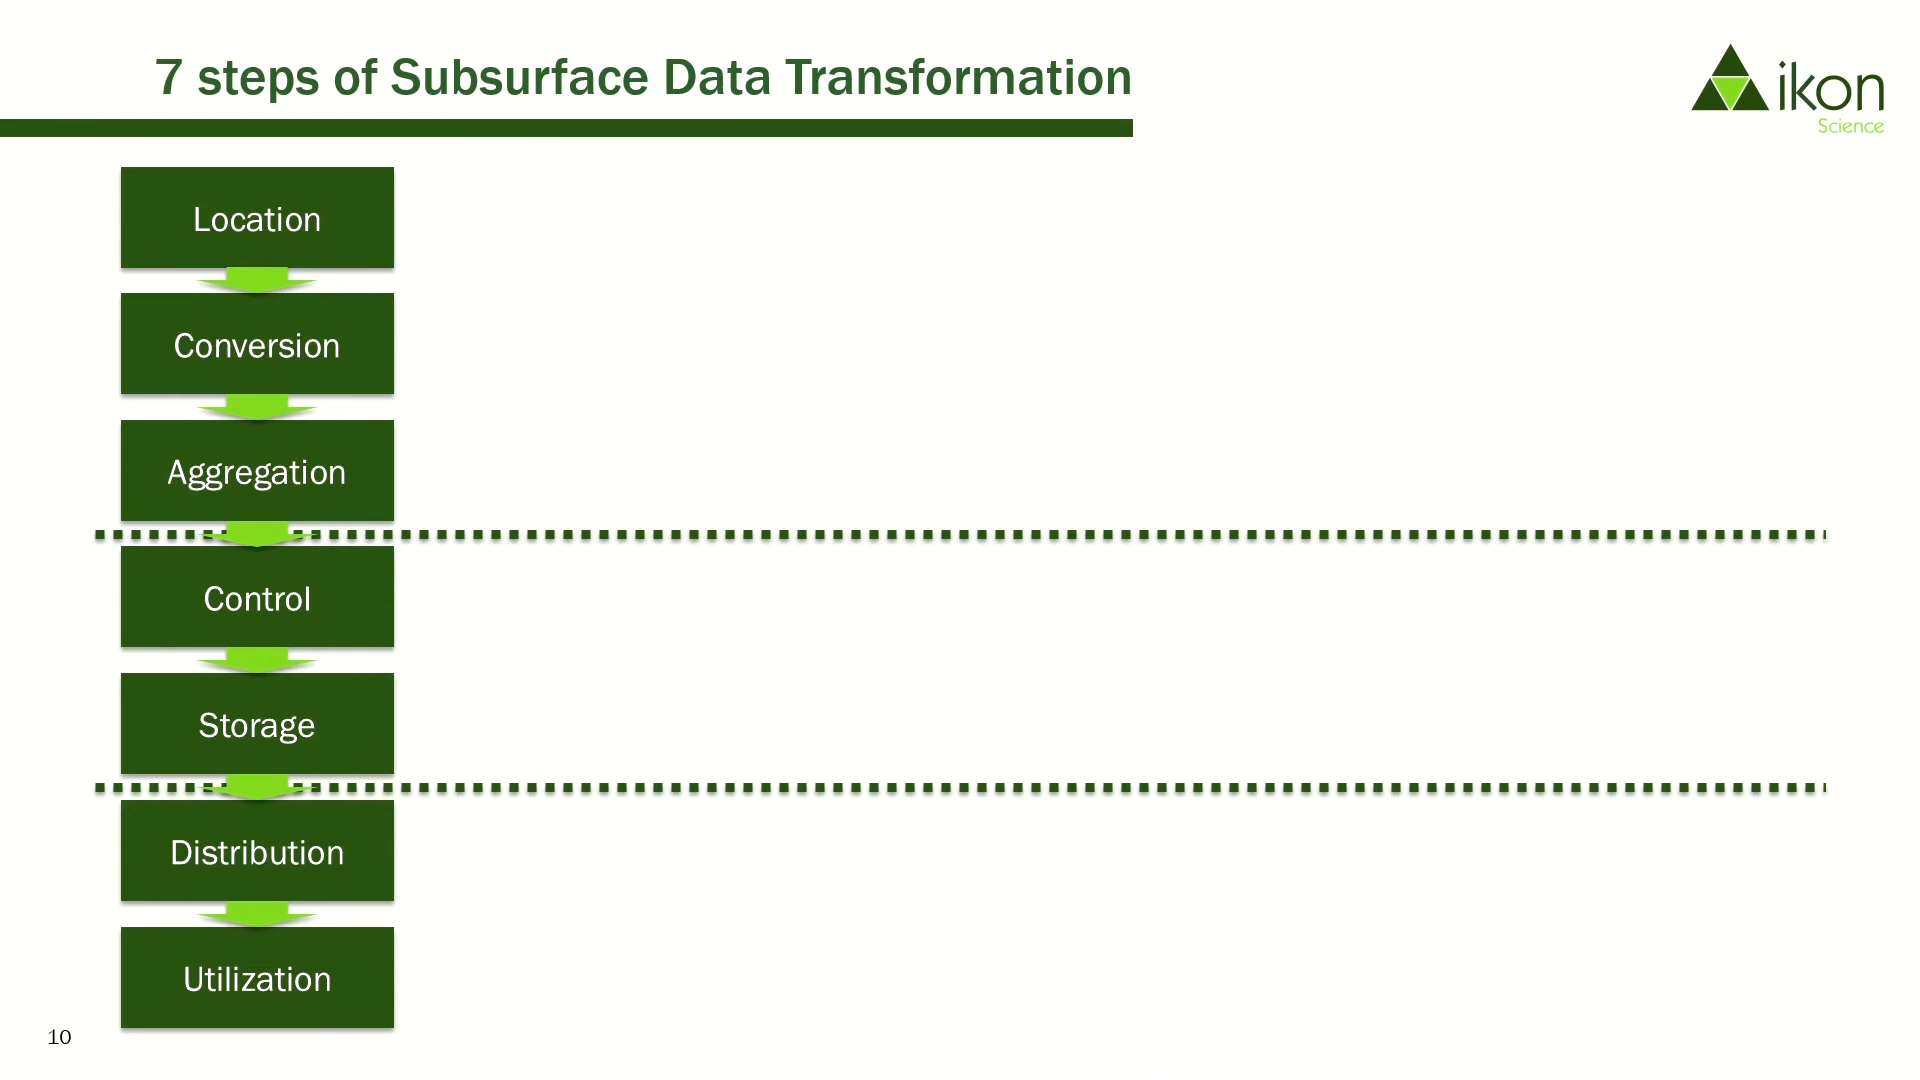 7 steps of Subsurface Data Transformation
ikon
Science
Location
Conversion
Aggregation
Control
Storage
Distribution
Utilization
10